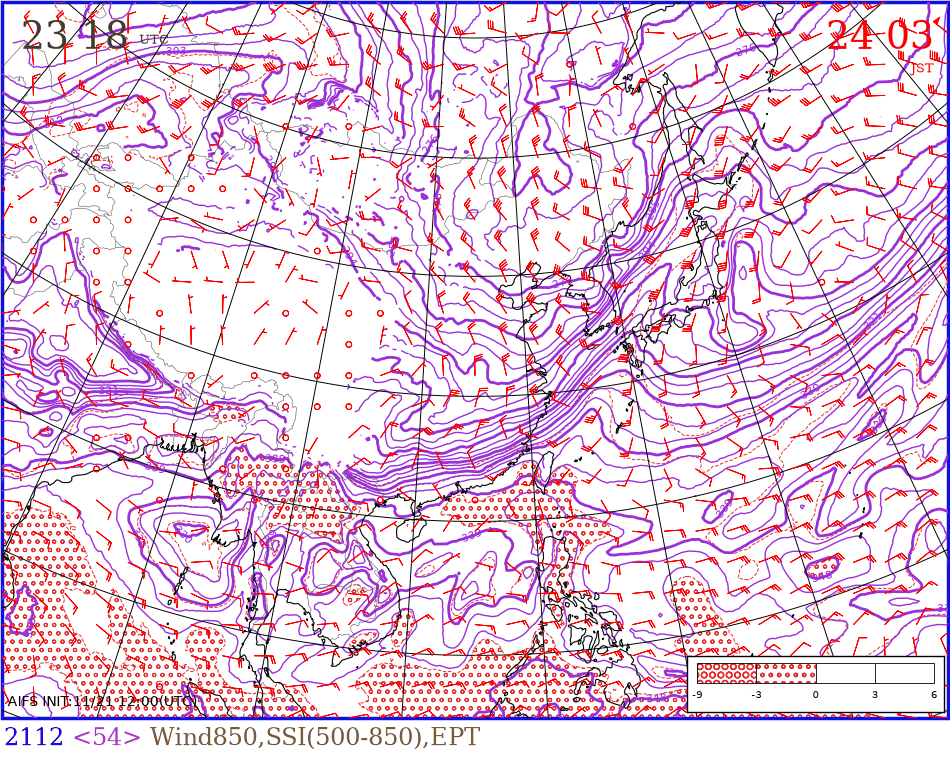 23 18 UTC
24 03 JST
-9 -3 0 3 6
AIFS INIT:11/21 12:00(UTC)
2112 <54> Wind850,SSI(500-850),EPT